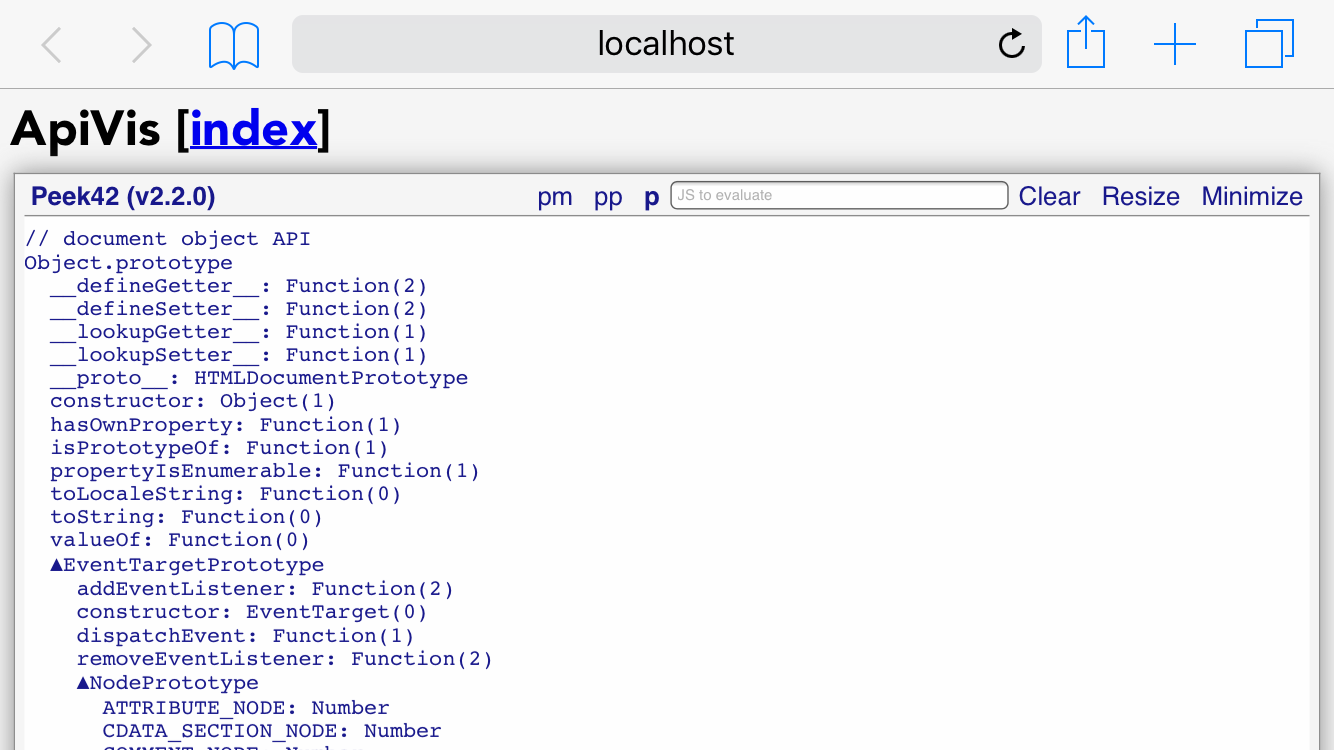 localhost
ApiVis [index]
Peek42 (v2.2.0) pm pp p JS to evaluate Clear Resize Minimize
// document object API
Object.prototype
  __defineGetter__: Function(2)
  __defineSetter__: Function(2)
  __lookupGetter__: Function(1)
  __lookupSetter__: Function(1)
  __proto__: HTMLDocumentPrototype
  constructor: Object(1)
  hasOwnProperty: Function(1)
  isPrototypeOf: Function(1)
  propertyIsEnumerable: Function(1)
  toLocaleString: Function(0)
  toString: Function(0)
  valueOf: Function(0)
  ▲EventTargetPrototype
    addEventListener: Function(2)
    constructor: EventTarget(0)
    dispatchEvent: Function(1)
    removeEventListener: Function(2)
    ▲NodePrototype
      ATTRIBUTE_NODE: Number
      CDATA_SECTION_NODE: Number
      COMMENT_NODE: Number